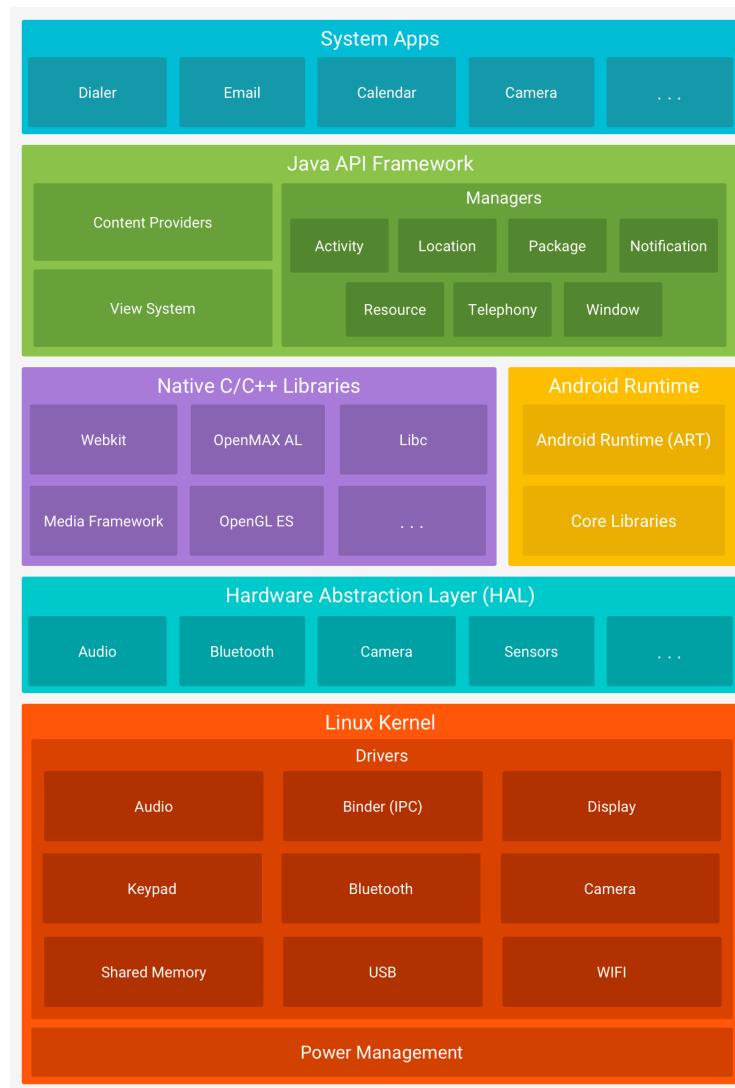 System Apps
Dialer
Email
Calendar
Camera
. . .
Java API Framework
Content Providers
View System
Managers
Activity
Location
Package
Notification
Resource
Telephony
Window
Native C/C++ Libraries
Webkit
OpenMAX AL
Libc
Media Framework
OpenGL ES
. . .
Android Runtime
Android Runtime (ART)
Core Libraries
Hardware Abstraction Layer (HAL)
Audio
Bluetooth
Camera
Sensors
. . .
Linux Kernel
Drivers
Audio
Binder (IPC)
Display
Keypad
Bluetooth
Camera
Shared Memory
USB
WIFI
Power Management